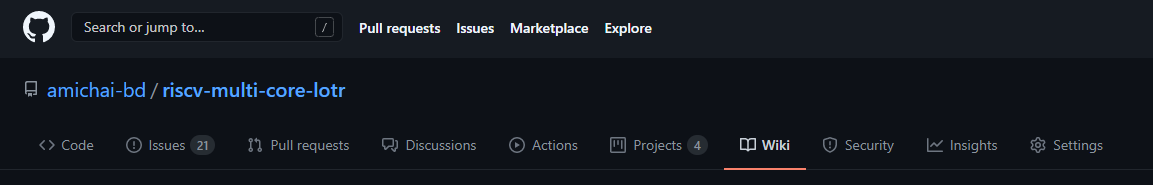 Search or jump to... / Pull requests Issues Marketplace Explore
amichai-bd / riscv-multi-core-lotr
Code Issues 21 Pull requests Discussions Actions Projects 4 Wiki Security Insights Settings